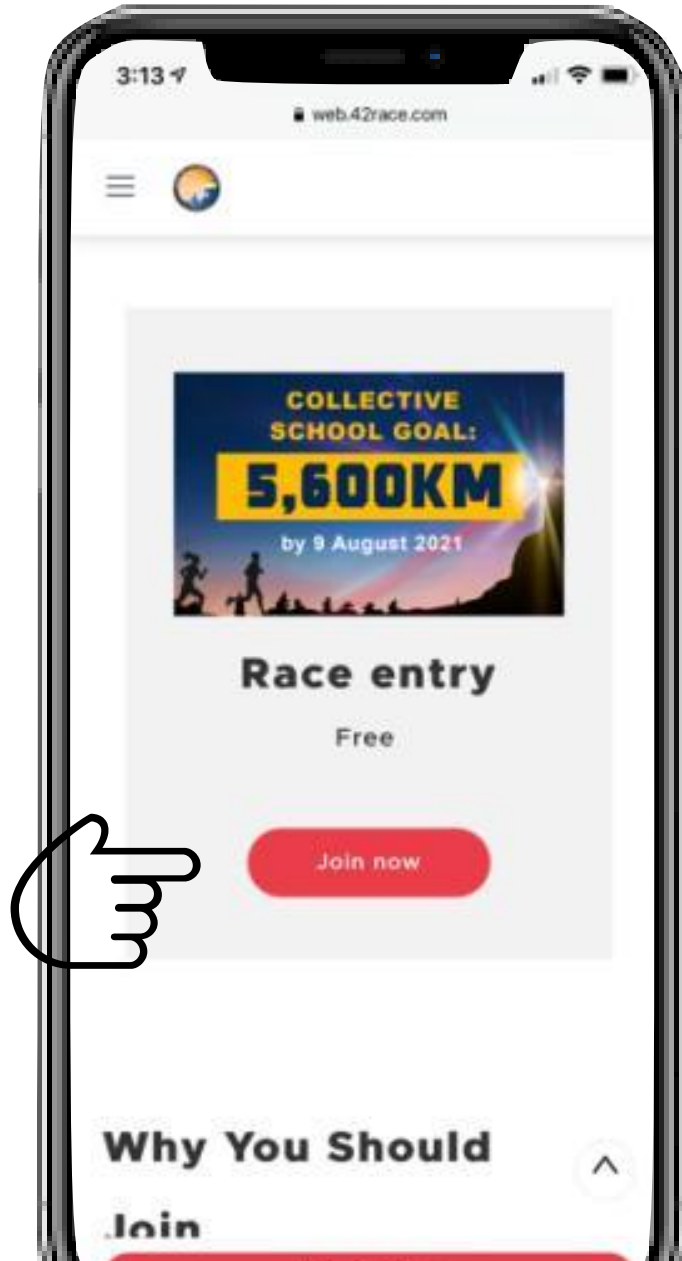 3:13
web.42race.com
COLLECTIVE
SCHOOL GOAL:
5,600KM
by 9 August 2021
Race entry
Free
Join now
Why You Should
Join